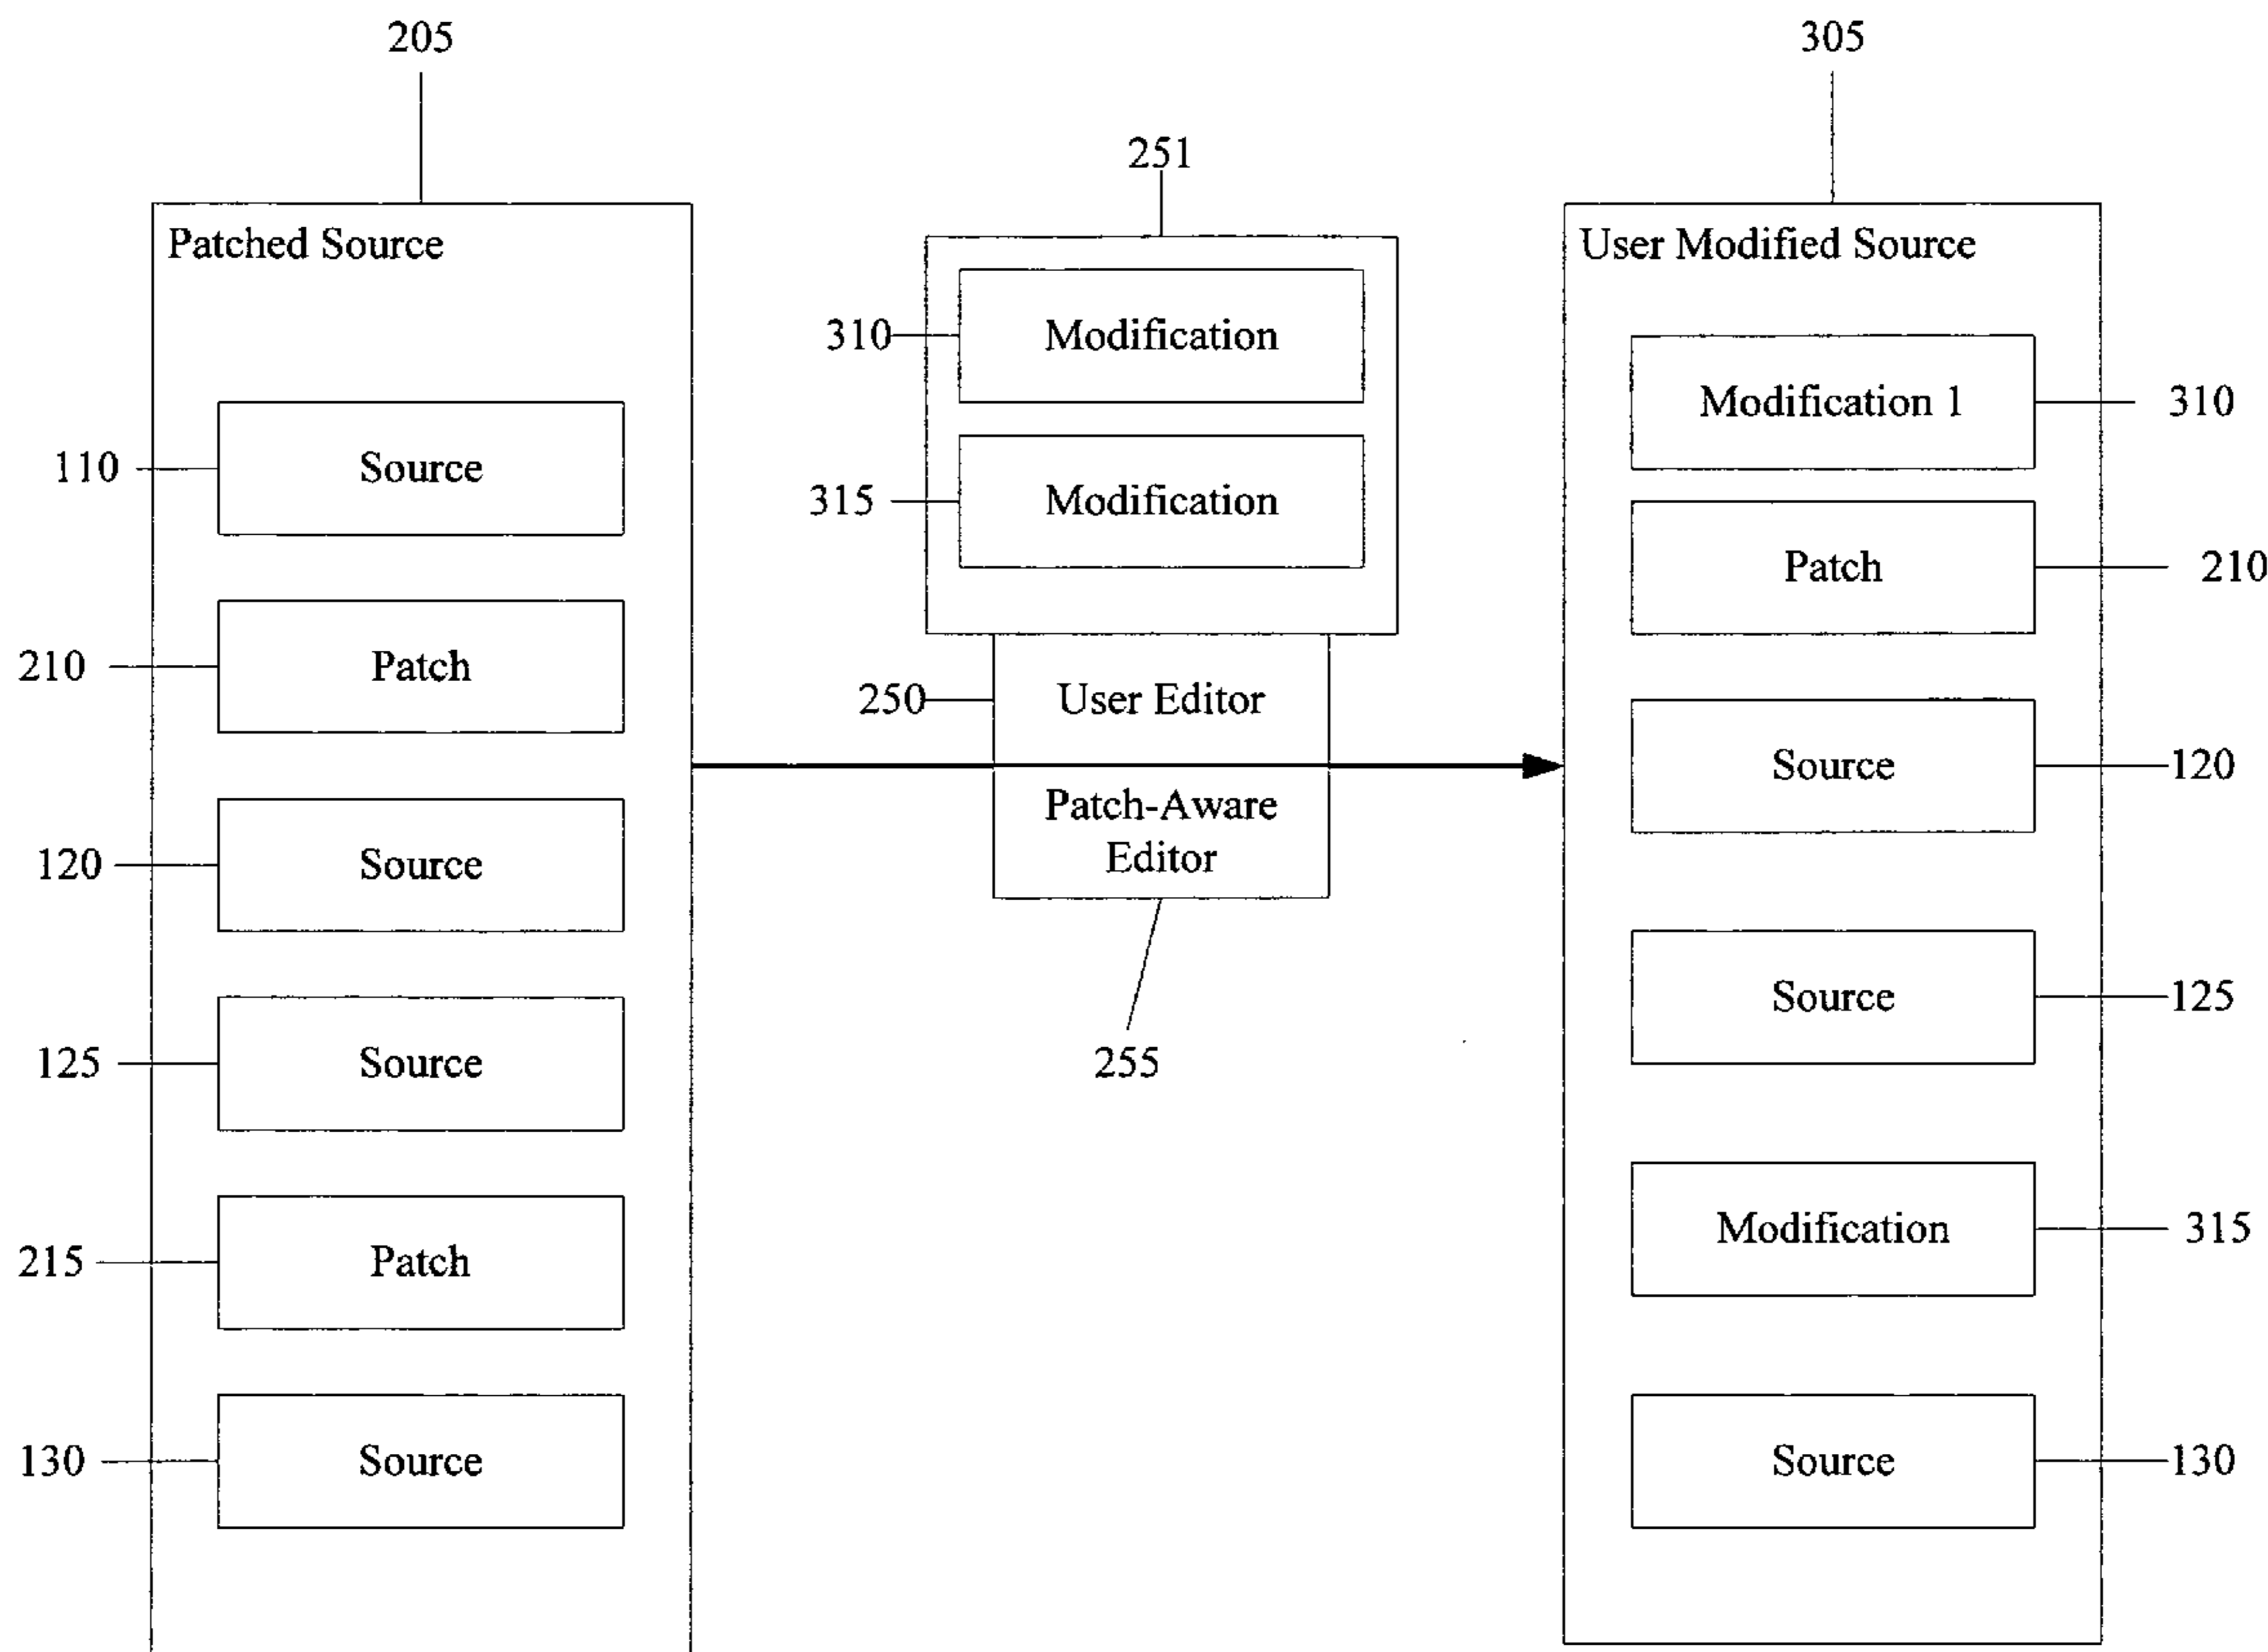 205
305
251
Patched Source
User Modified Source
310
Modification
Modification 1
310
110
Source
315
Modification
Patch
210
210
Patch
250
User Editor
Source
120
Patch-Aware
Editor
120
Source
125
Source
255
Source
125
215
Patch
Modification
315
130
Source
Source
130